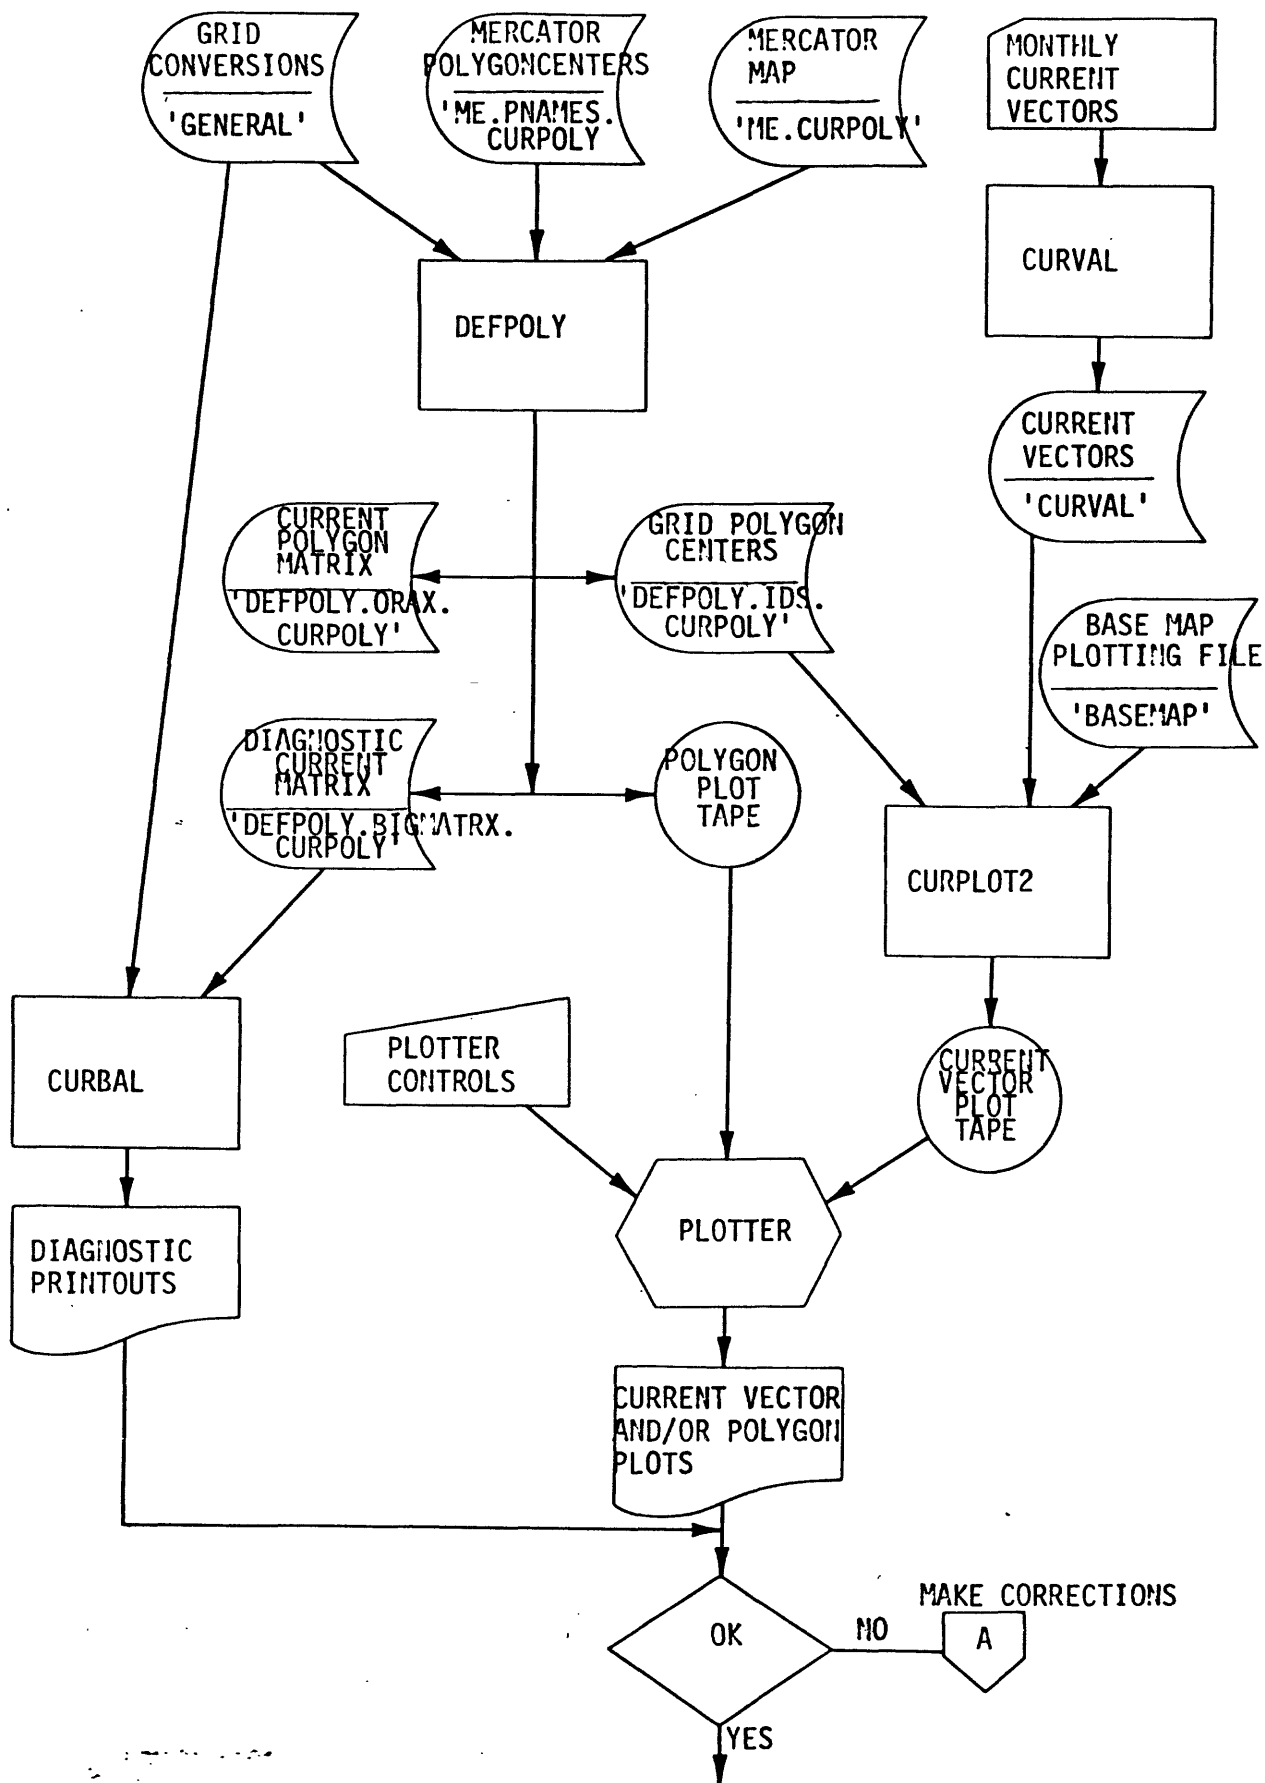 GRID
CONVERSIONS
'GENERAL'
MERCATOR
POLYGONCENTERS
'ME.PNAMES.
CURPOLY
MERCATOR
MAP
'ME.CURPOLY'
MONTHLY
CURRENT
VECTORS
DEFPOLY
CURVAL
CURRENT
VECTORS
'CURVAL'
CURRENT
POLYGON
MATRIX
'DEFPOLY.ORAX.
CURPOLY'
GRID POLYGON
CENTERS
'DEFPOLY.IDS.
CURPOLY'
BASE MAP
PLOTTING FILE
'BASEMAP'
DIAGNOSTIC
CURRENT
MATRIX
'DEFPOLY.BIGMATRX.
CURPOLY'
POLYGON
PLOT
TAPE
CURPLOT2
CURBAL
PLOTTER
CONTROLS
CURRENT
VECTOR
PLOT
TAPE
DIAGNOSTIC
PRINTOUTS
PLOTTER
CURRENT VECTOR
AND/OR POLYGON
PLOTS
OK
NO
MAKE CORRECTIONS
A
YES